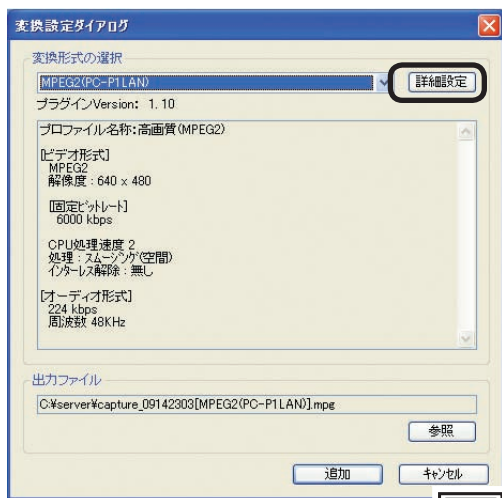 変換設定ダイアログ
変換形式の選択
MPEG2(PC-P1LAN)
詳細設定
プラグインVersion: 1.10
プロファイル名称:高画質(MPEG2)
[ビデオ形式]
MPEG2
解像度:640 x 480
[固定ビットレート]
6000 kbps
CPU処理速度 2
処理:スムージング(空間)
インターレス解除:無し
[オーディオ形式]
224 kbps
周波数 48KHz
出力ファイル
C:¥server¥capture_09142303[MPEG2(PC-P1LAN)].mpg
参照
追加
キャンセル